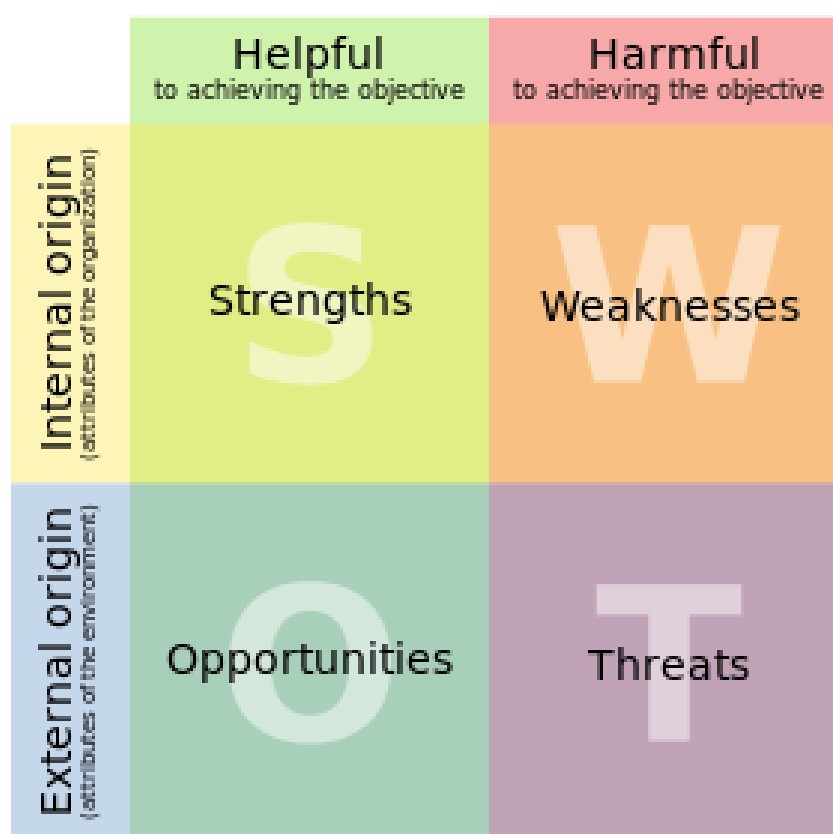 Helpful
to achieving the objective
Harmful
to achieving the objective
Internal origin
(attributes of the organization)
S
Strengths
W
Weaknesses
External origin
(attributes of the environment)
O
Opportunities
T
Threats